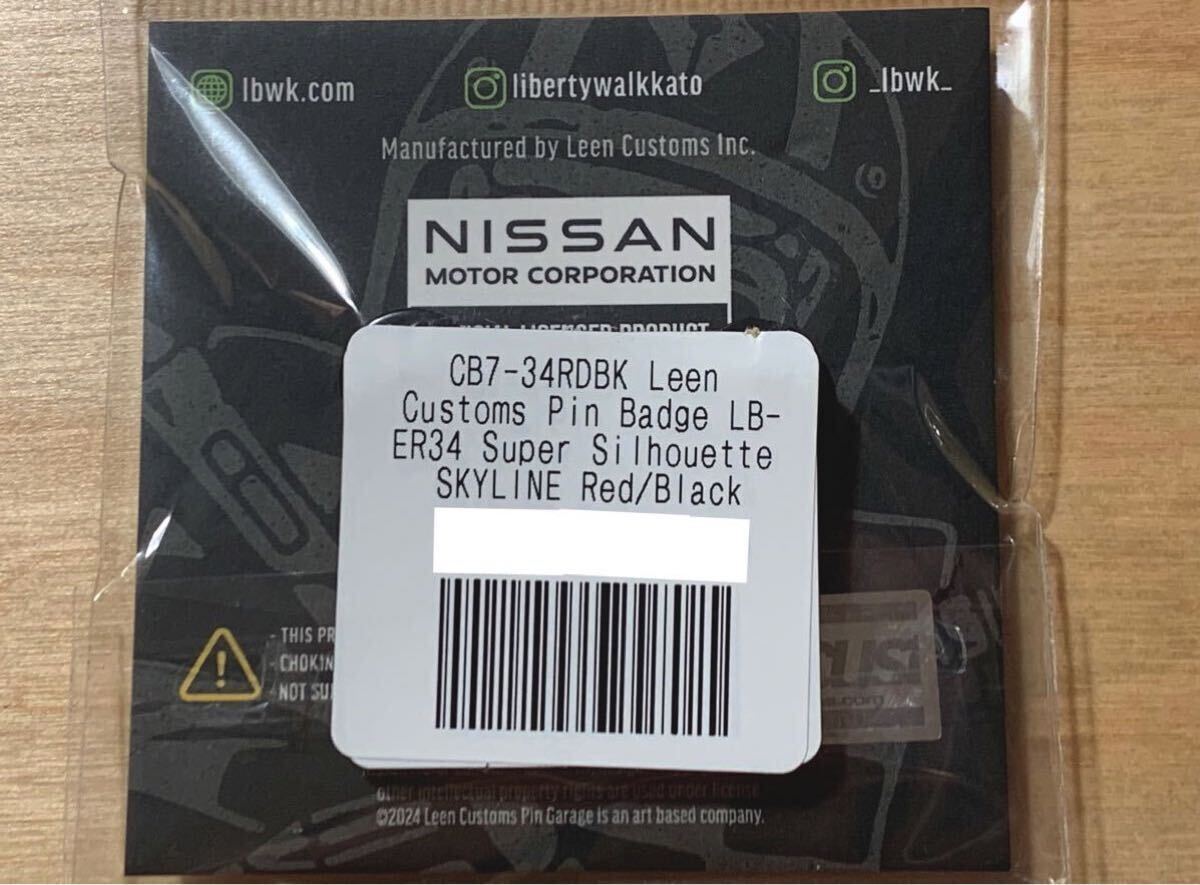 lbwk.com libertywalkkato _lbwk_
Manufactured by Leen Customs Inc.
NISSAN
MOTOR CORPORATION
LICENSED PRODUCT
CB7-34RDBK Leen
Customs Pin Badge LB-
ER34 Super Silhouette
SKYLINE Red/Black
- THIS PR
- CHOKIN
- NOT SU
other intellectual property rights are used under license
©2024 Leen Customs Pin Garage is an art based company.